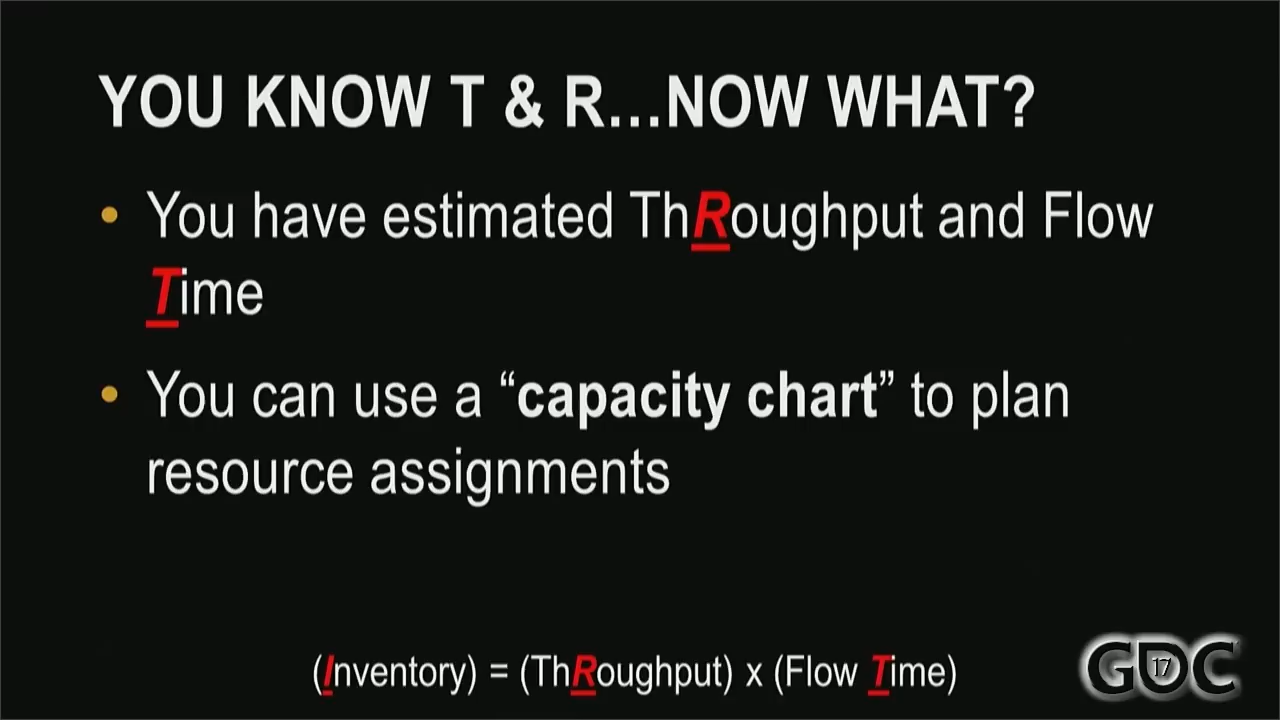 YOU KNOW T & R...NOW WHAT?
• You have estimated ThRoughput and Flow
Time
• You can use a “capacity chart” to plan
resource assignments
(Inventory) = (ThRoughput) x (Flow Time)
GDC
17